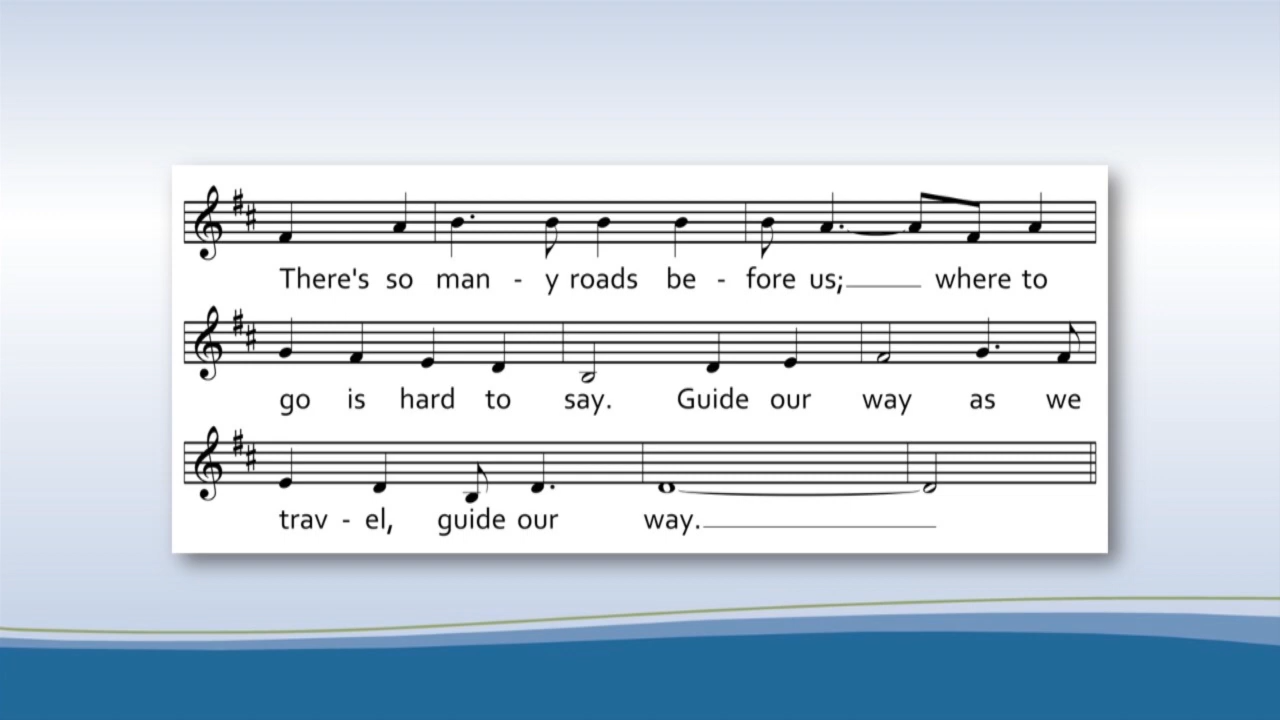 There's so man - y roads be - fore us; where to
go is hard to say. Guide our way as we
trav - el, guide our way.